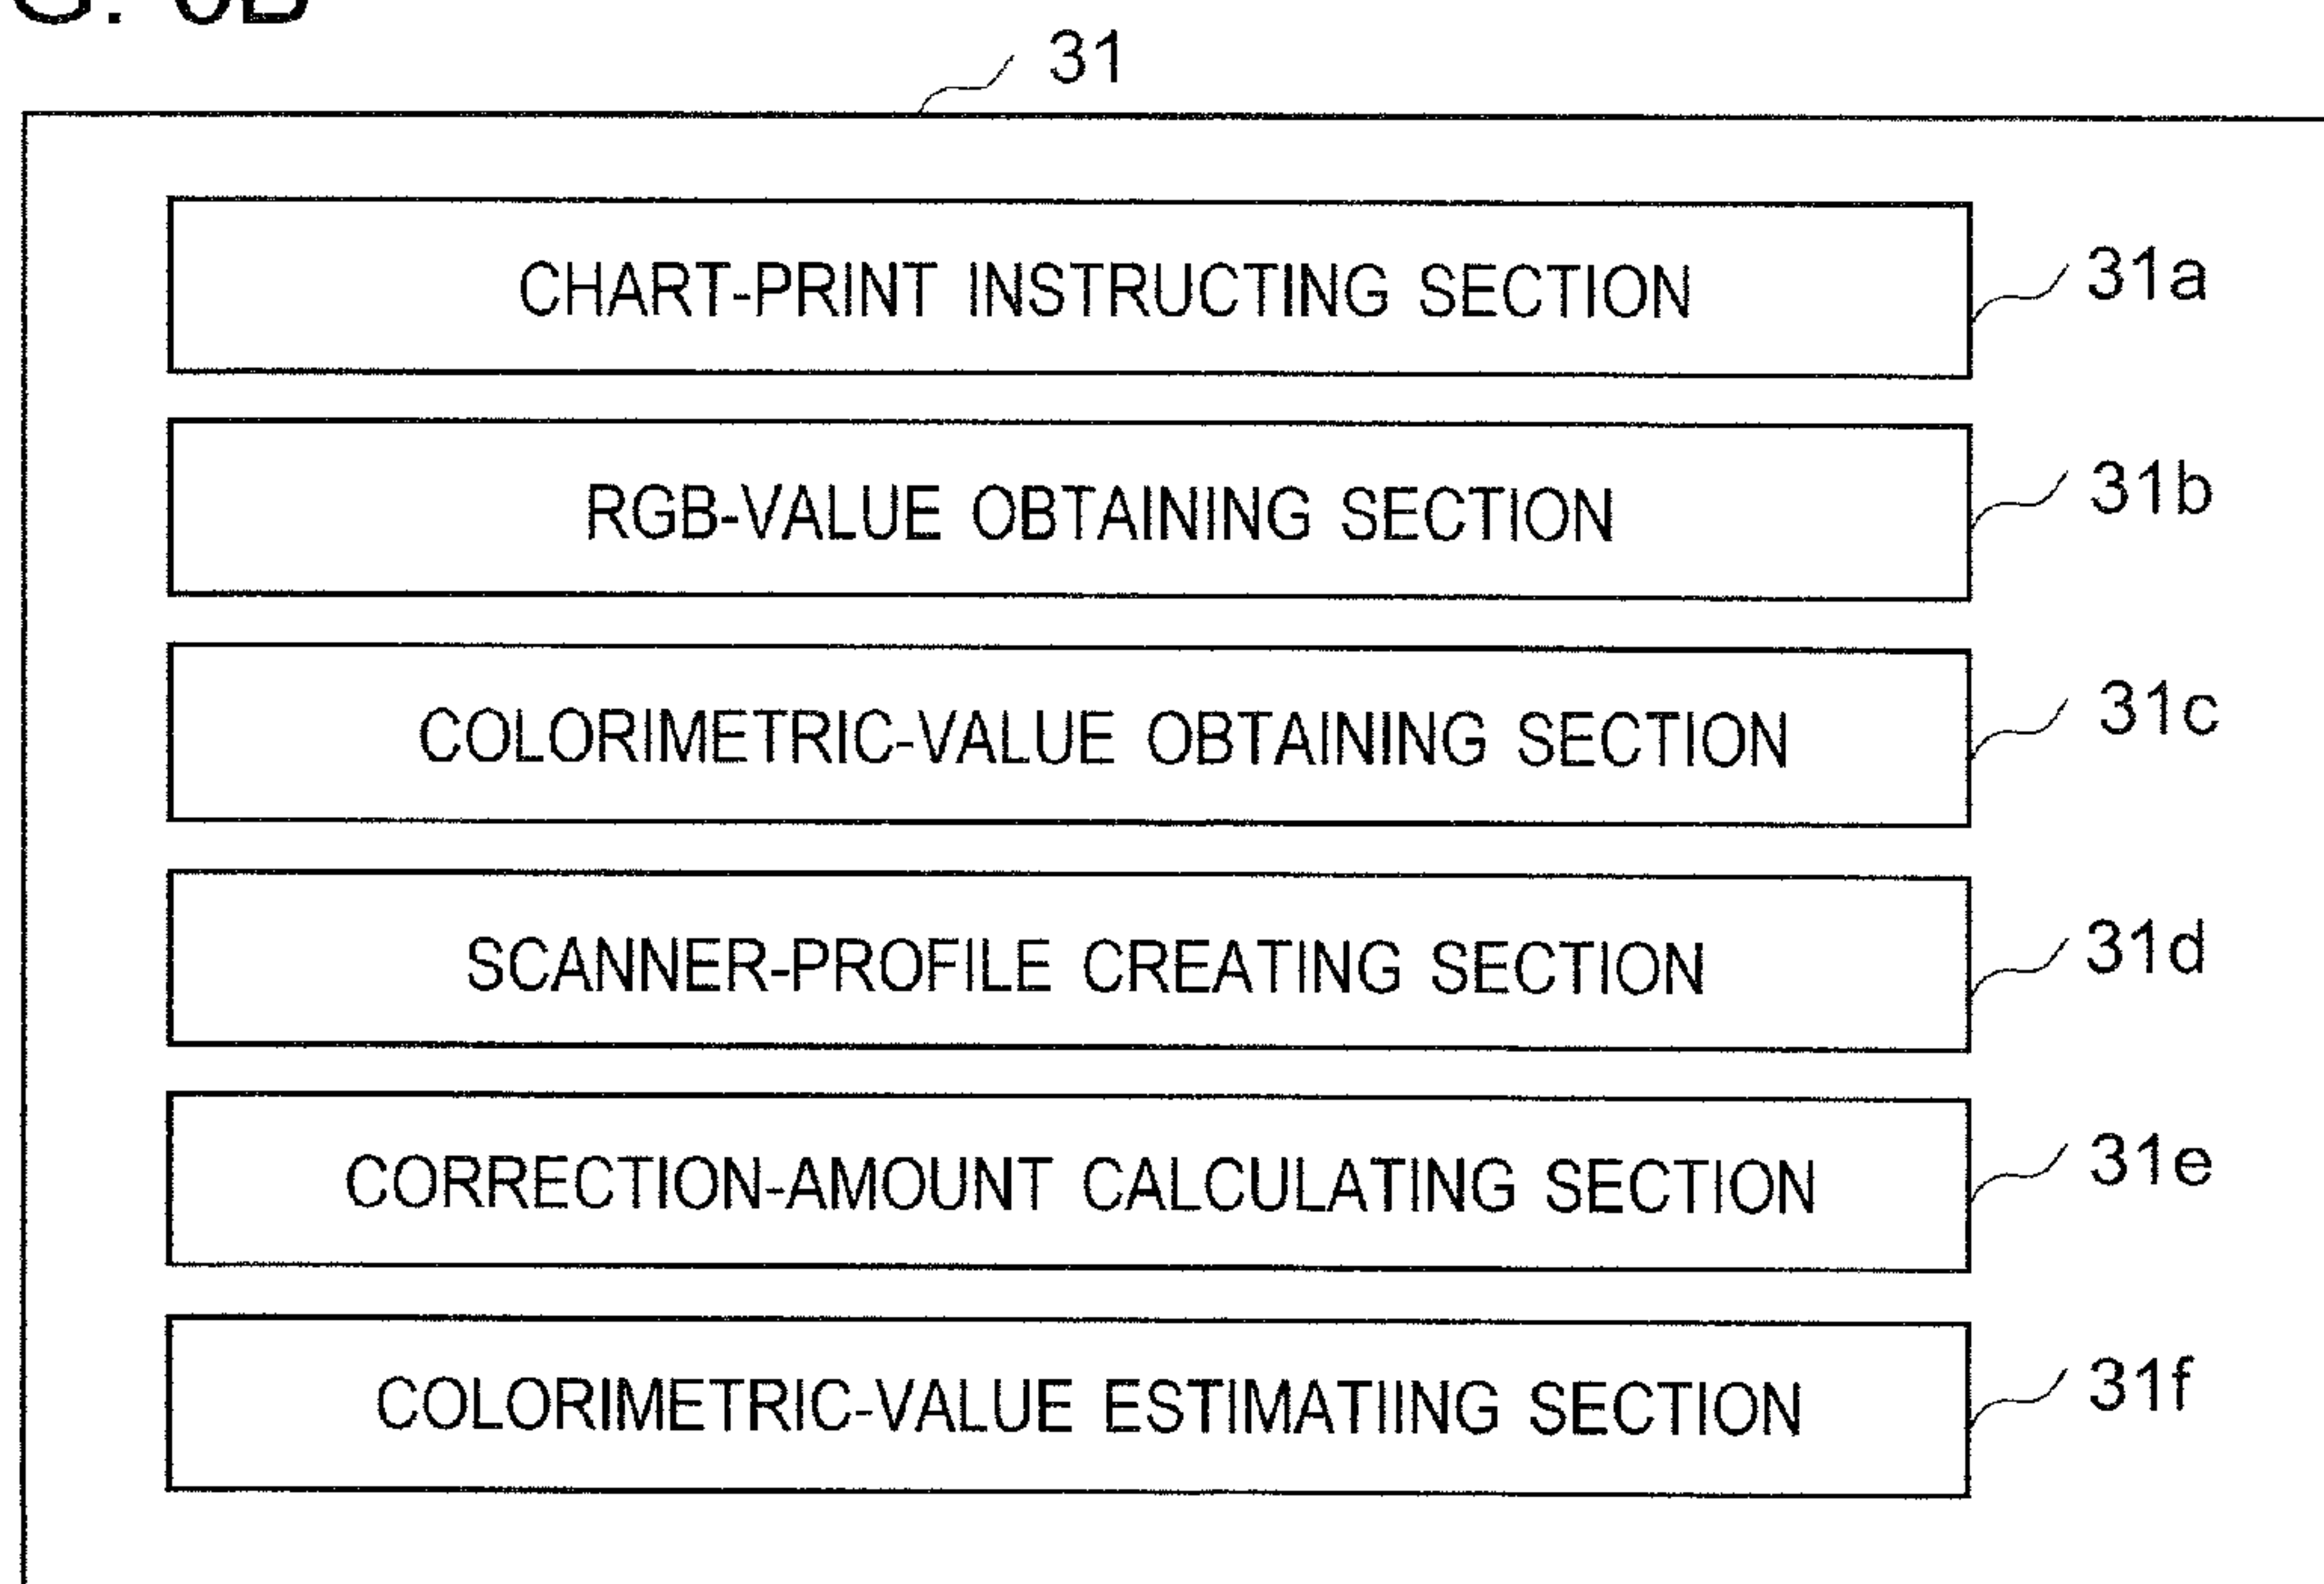 31
CHART-PRINT INSTRUCTING SECTION
31a
RGB-VALUE OBTAINING SECTION
31b
COLORIMETRIC-VALUE OBTAINING SECTION
31c
SCANNER-PROFILE CREATING SECTION
31d
CORRECTION-AMOUNT CALCULATING SECTION
31e
COLORIMETRIC-VALUE ESTIMATIING SECTION
31f